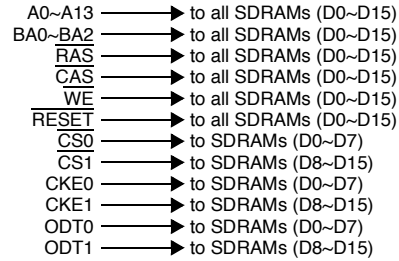 A0~A13 to all SDRAMs (D0~D15)
BA0~BA2 to all SDRAMs (D0~D15)
RAS to all SDRAMs (D0~D15)
CAS to all SDRAMs (D0~D15)
WE to all SDRAMs (D0~D15)
RESET to all SDRAMs (D0~D15)
CS0 to SDRAMs (D0~D7)
CS1 to SDRAMs (D8~D15)
CKE0 to SDRAMs (D0~D7)
CKE1 to SDRAMs (D8~D15)
ODT0 to SDRAMs (D0~D7)
ODT1 to SDRAMs (D8~D15)